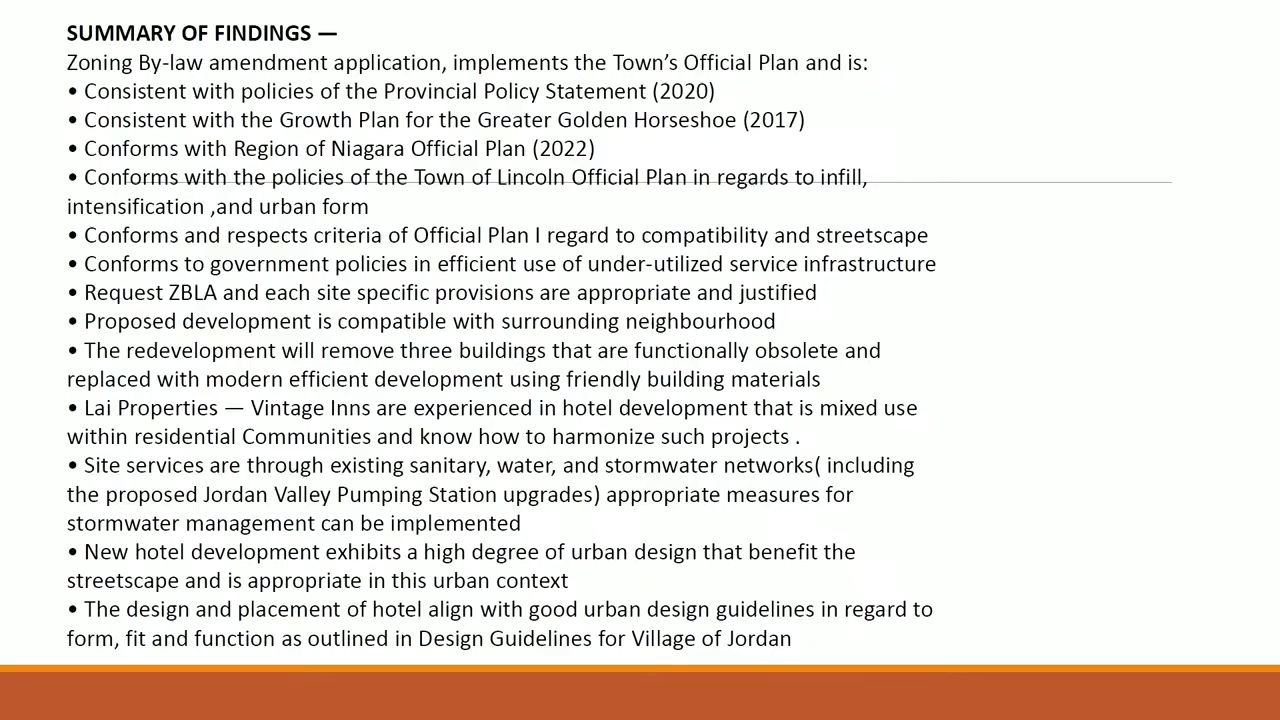 SUMMARY OF FINDINGS —
Zoning By-law amendment application, implements the Town’s Official Plan and is:
• Consistent with policies of the Provincial Policy Statement (2020)
• Consistent with the Growth Plan for the Greater Golden Horseshoe (2017)
• Conforms with Region of Niagara Official Plan (2022)
• Conforms with the policies of the Town of Lincoln Official Plan in regards to infill,
intensification ,and urban form
• Conforms and respects criteria of Official Plan I regard to compatibility and streetscape
• Conforms to government policies in efficient use of under-utilized service infrastructure
• Request ZBLA and each site specific provisions are appropriate and justified
• Proposed development is compatible with surrounding neighbourhood
• The redevelopment will remove three buildings that are functionally obsolete and
replaced with modern efficient development using friendly building materials
• Lai Properties — Vintage Inns are experienced in hotel development that is mixed use
within residential Communities and know how to harmonize such projects .
• Site services are through existing sanitary, water, and stormwater networks( including
the proposed Jordan Valley Pumping Station upgrades) appropriate measures for
stormwater management can be implemented
• New hotel development exhibits a high degree of urban design that benefit the
streetscape and is appropriate in this urban context
• The design and placement of hotel align with good urban design guidelines in regard to
form, fit and function as outlined in Design Guidelines for Village of Jordan